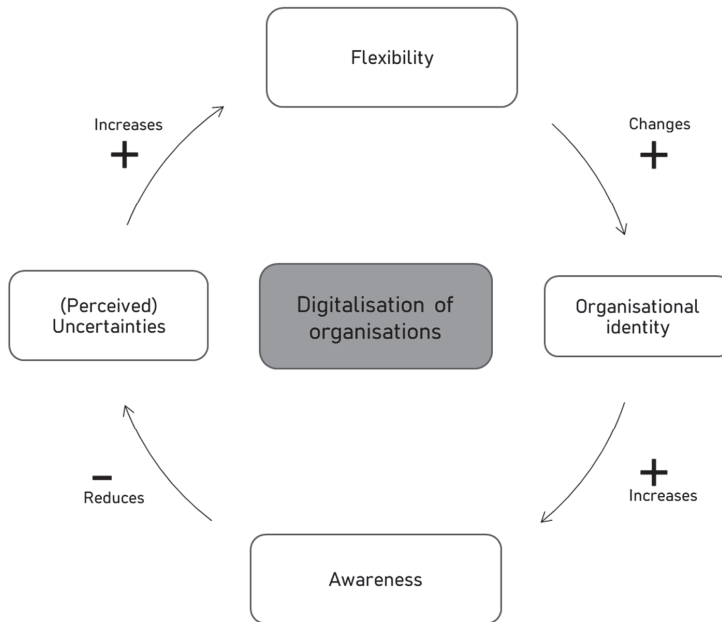 Flexibility
Increases
+
Changes
+
(Perceived)
Uncertainties
Digitalisation of
organisations
Organisational
identity
–
Reduces
+
Increases
Awareness